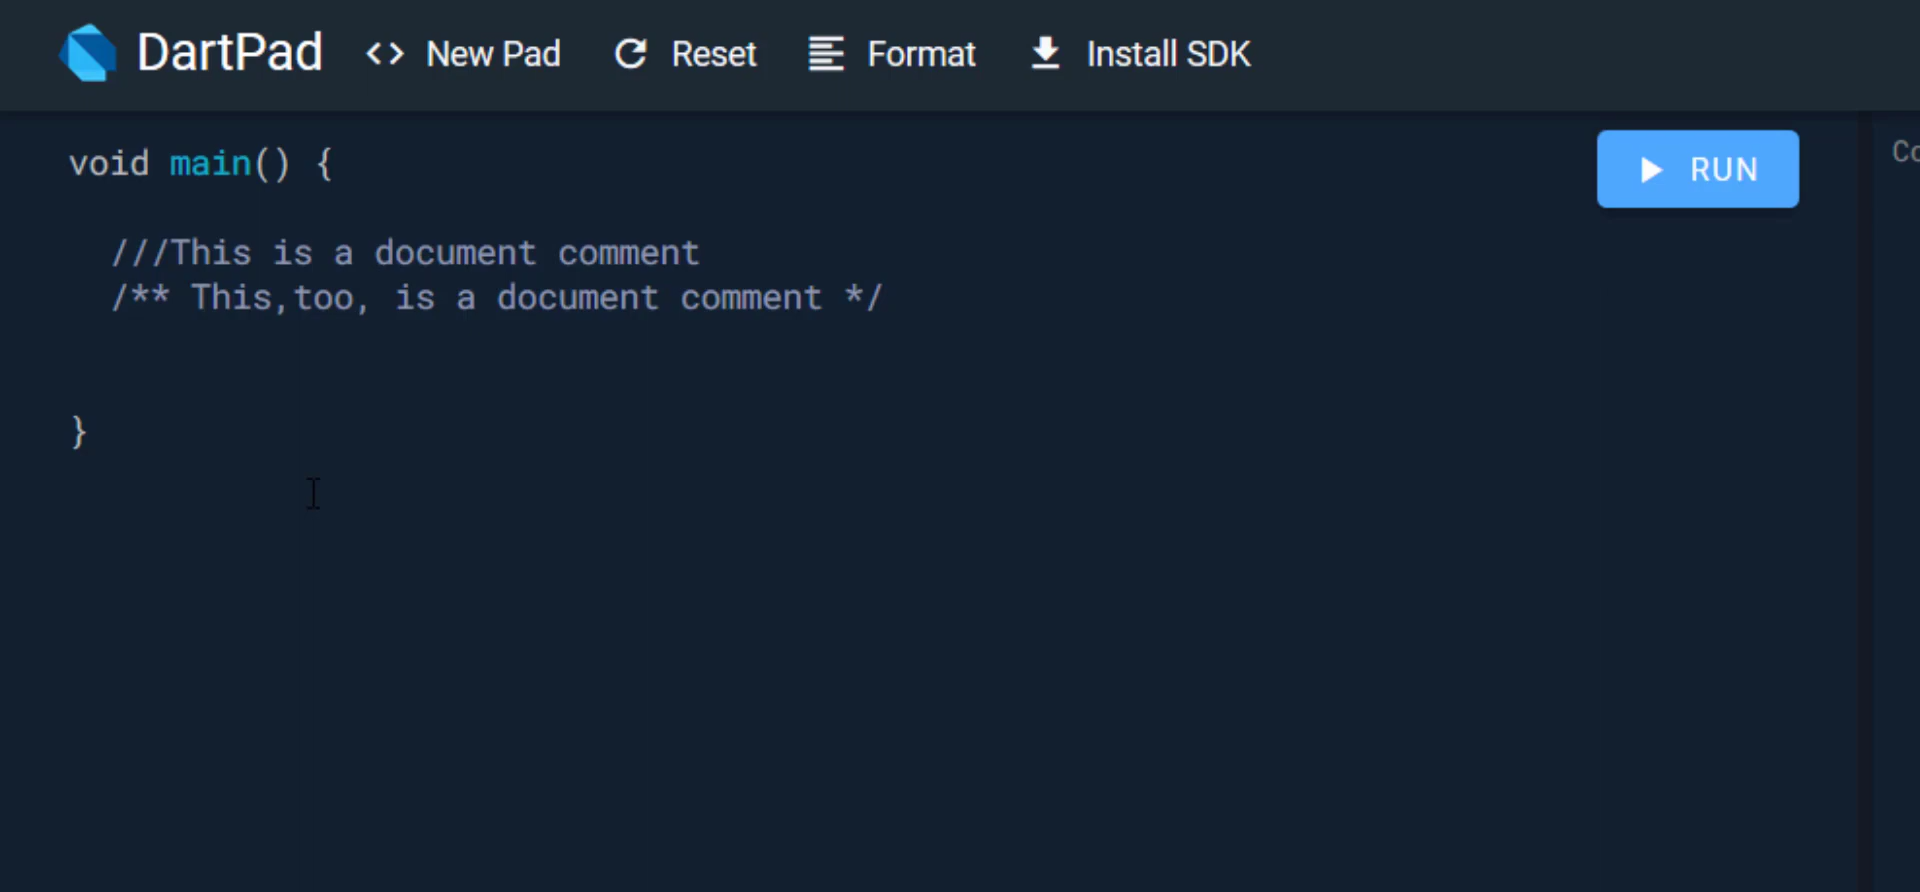 DartPad <> New Pad Reset Format Install SDK
void main() {
RUN
///This is a document comment
/** This,too, is a document comment */
}